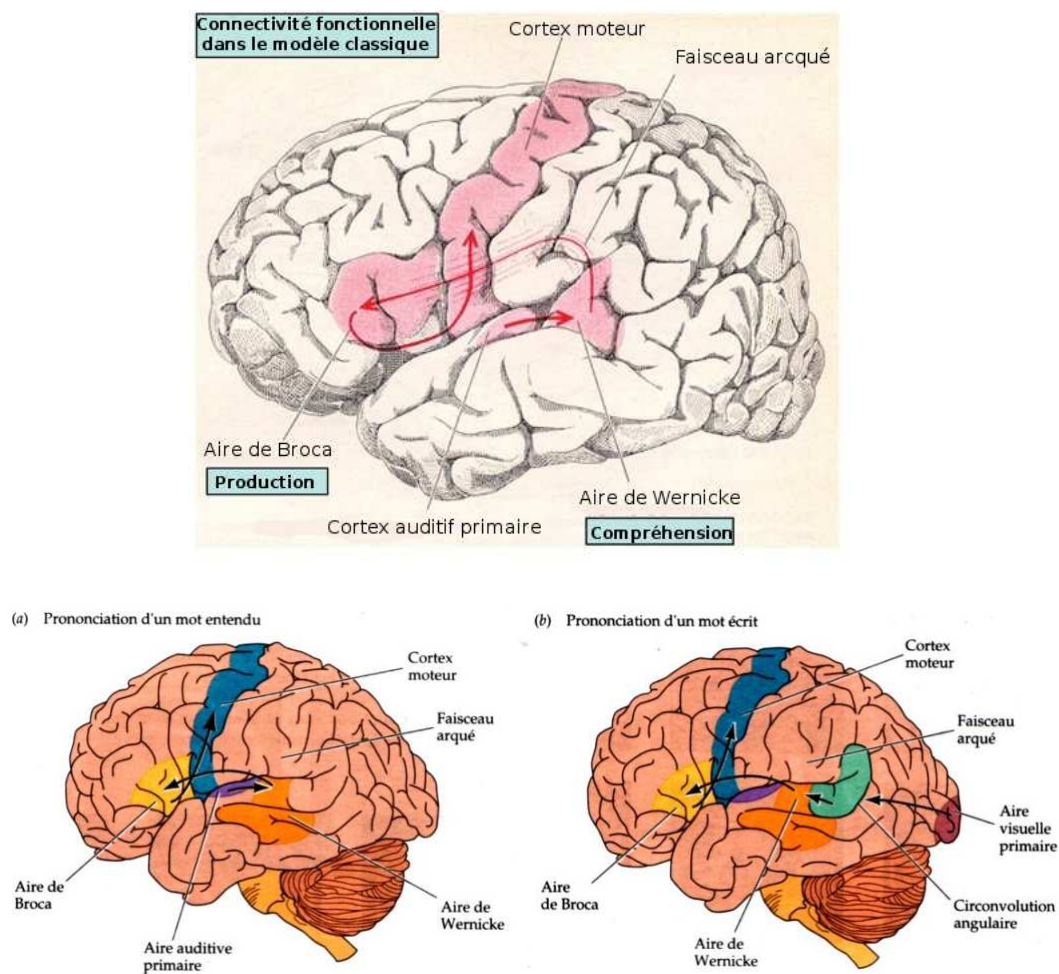 Connectivité fonctionnelle
dans le modèle classique
Cortex moteur
Faisceau arcqué
Aire de Broca
Production
Cortex auditif primaire
Aire de Wernicke
Compréhension
(a) Prononciation d'un mot entendu
Cortex
moteur
Faisceau
arqué
Aire de
Broca
Aire auditive
primaire
Aire de
Wernicke
(b) Prononciation d'un mot écrit
Cortex
moteur
Faisceau
arqué
Aire
visuelle
primaire
Aire
de Broca
Aire de
Wernicke
Circonvolution
angulaire